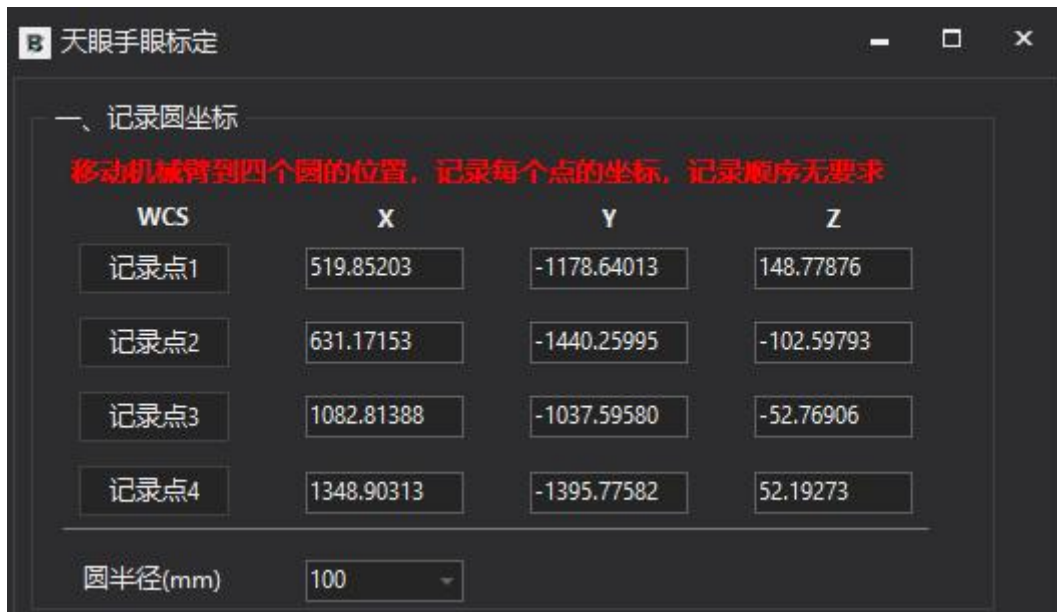 天眼手眼标定
一、记录圆坐标
移动机械臂到四个圆的位置，记录每个点的坐标，记录顺序无要求
WCS X Y Z
记录点1 519.85203 -1178.64013 148.77876
记录点2 631.17153 -1440.25995 -102.59793
记录点3 1082.81388 -1037.59580 -52.76906
记录点4 1348.90313 -1395.77582 52.19273
圆半径(mm) 100